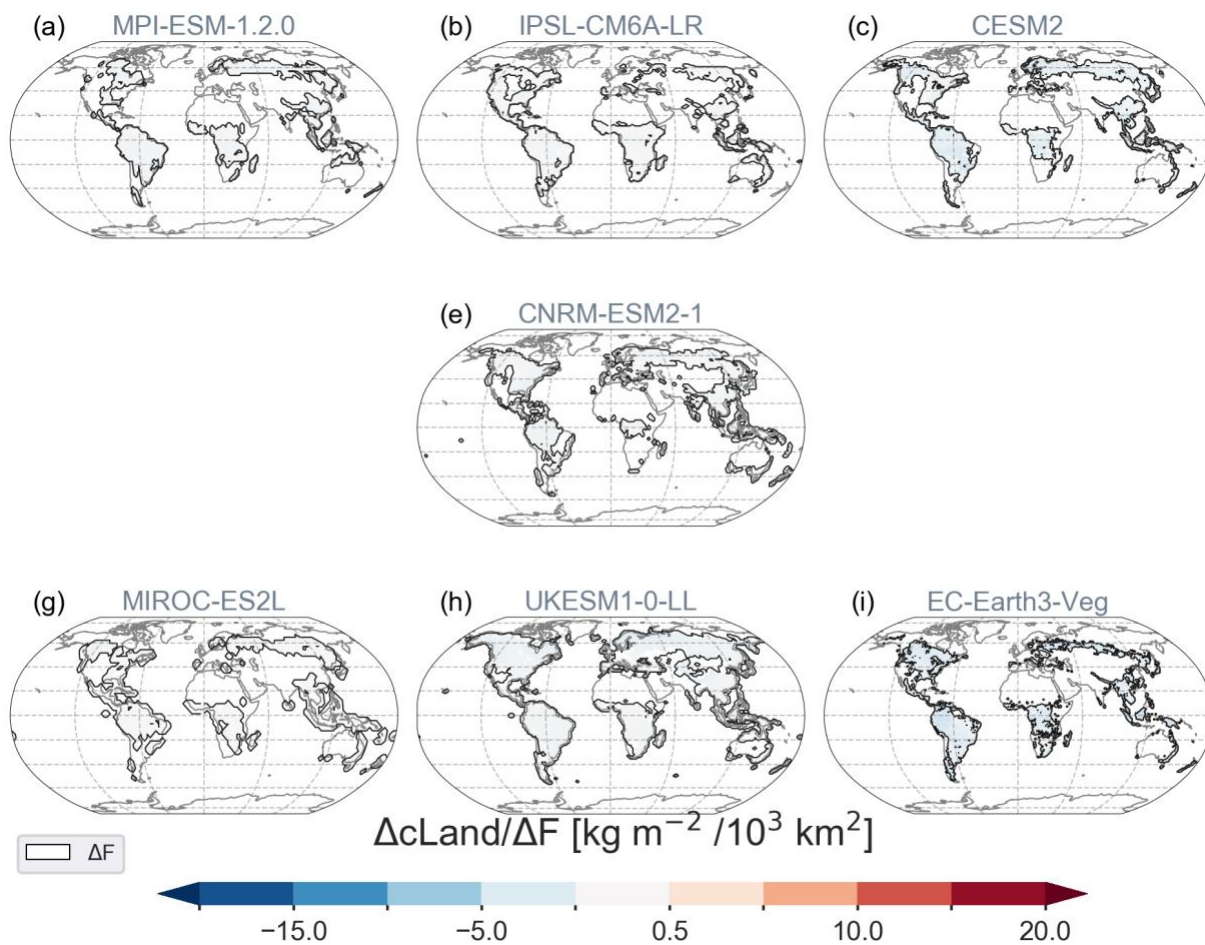 (a) MPI-ESM-1.2.0
(b) IPSL-CM6A-LR
(c) CESM2
(e) CNRM-ESM2-1
(g) MIROC-ES2L
(h) UKESM1-0-LL
(i) EC-Earth3-Veg
ΔcLand/ΔF [kg m⁻² /10³ km²]
ΔF
−15.0 −5.0 0.5 10.0 20.0